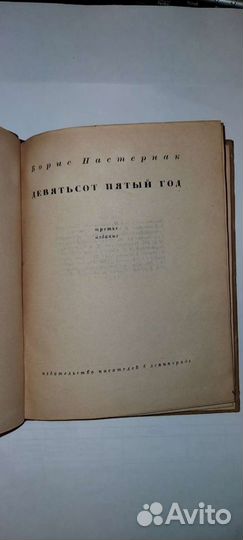 Борис Пастернак
ДЕВЯТЬСОТ ПЯТЫЙ ГОД
третье
издание
издательство писателей в ленинграде
Avito